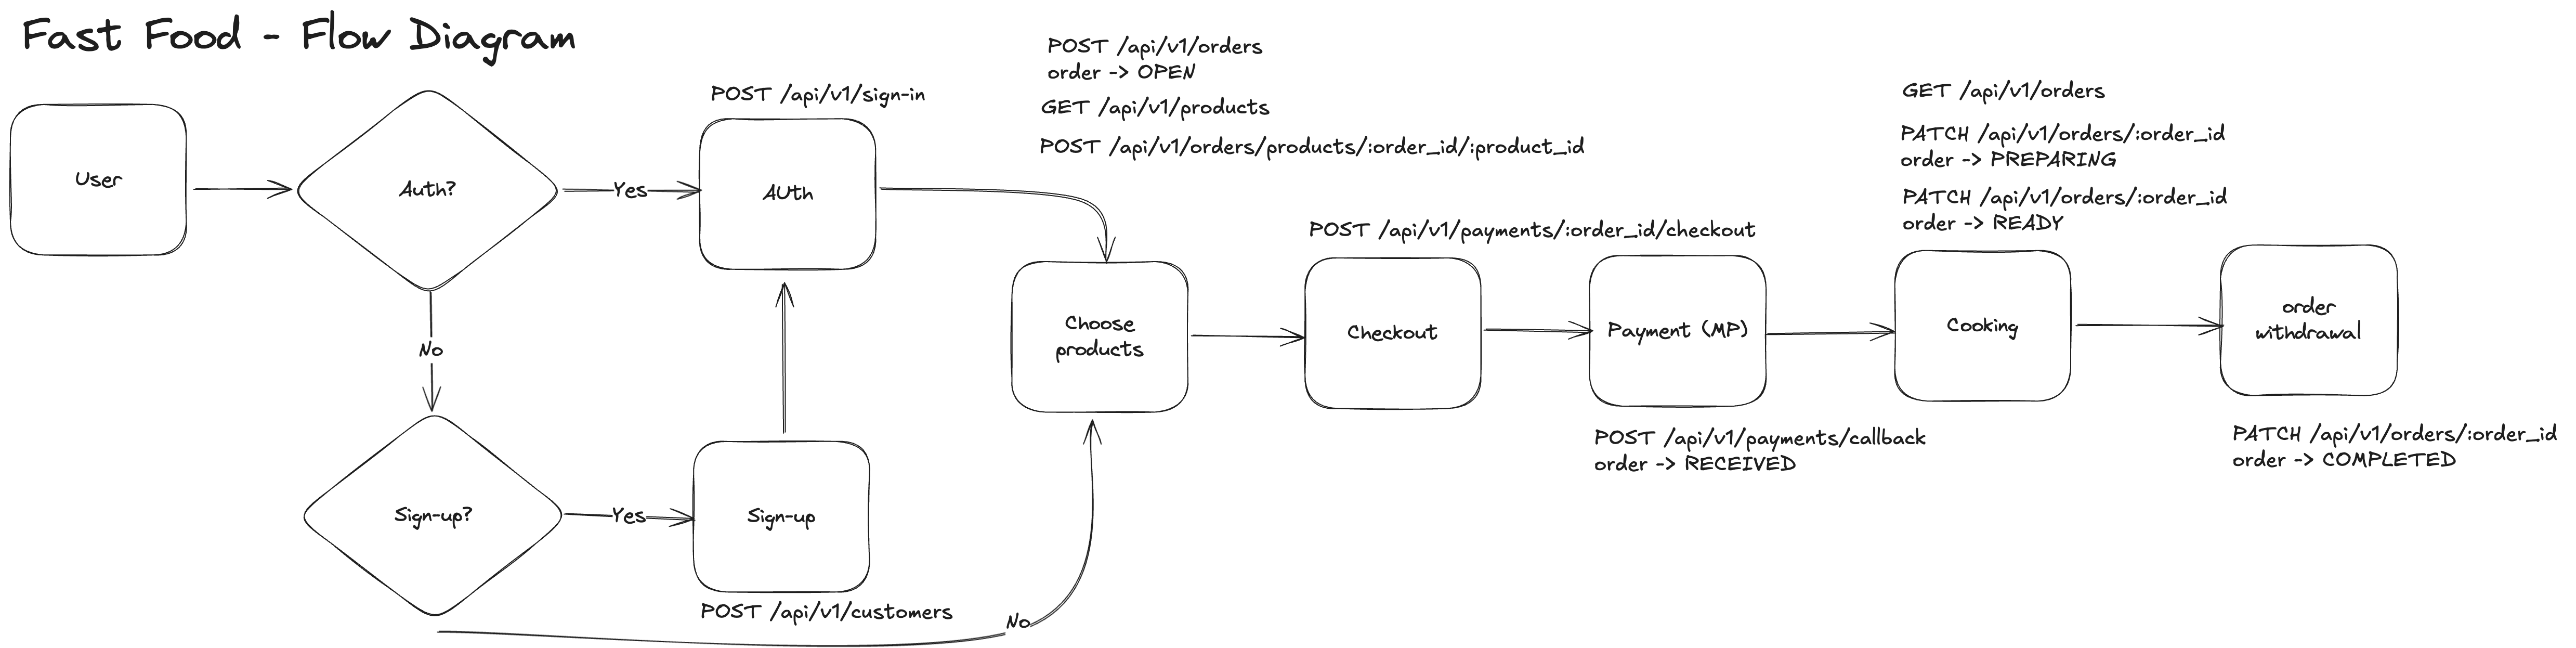 Fast Food - Flow Diagram
User
Auth?
Yes
POST /api/v1/sign-in
AUth
No
Sign-up?
Yes
Sign-up
POST /api/v1/customers
No
POST /api/v1/orders
order -> OPEN
GET /api/v1/products
POST /api/v1/orders/products/:order_id/:product_id
Choose
products
POST /api/v1/payments/:order_id/checkout
Checkout
Payment (MP)
POST /api/v1/payments/callback
order -> RECEIVED
GET /api/v1/orders
PATCH /api/v1/orders/:order_id
order -> PREPARING
PATCH /api/v1/orders/:order_id
order -> READY
Cooking
order
withdrawal
PATCH /api/v1/orders/:order_id
order -> COMPLETED